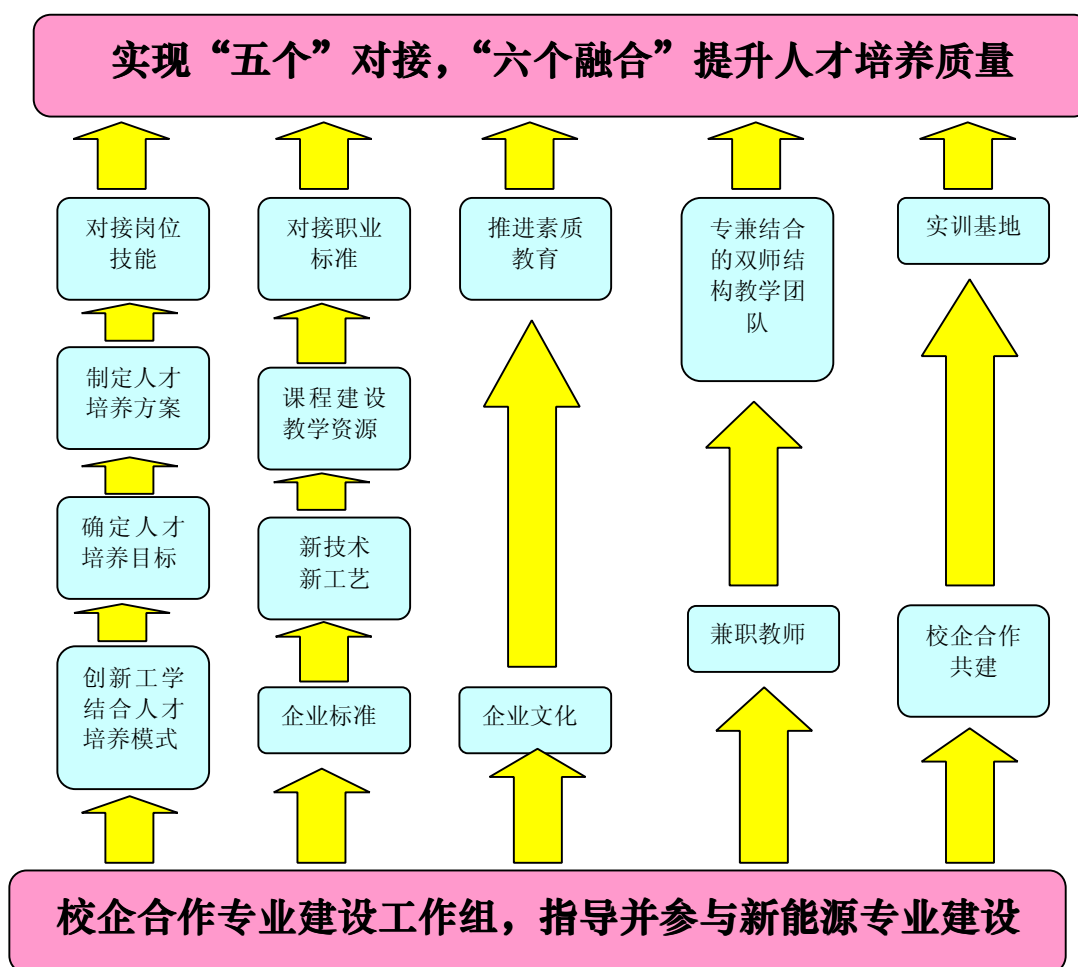 实现“五个”对接，“六个融合”提升人才培养质量
对接岗位
技能
对接职业
标准
推进素质
教育
专兼结合
的双师结
构教学团
队
实训基地
制定人才
培养方案
课程建设
教学资源
确定人才
培养目标
新技术
新工艺
兼职教师
校企合作
共建
创新工学
结合人才
培养模式
企业标准
企业文化
校企合作专业建设工作组，指导并参与新能源专业建设